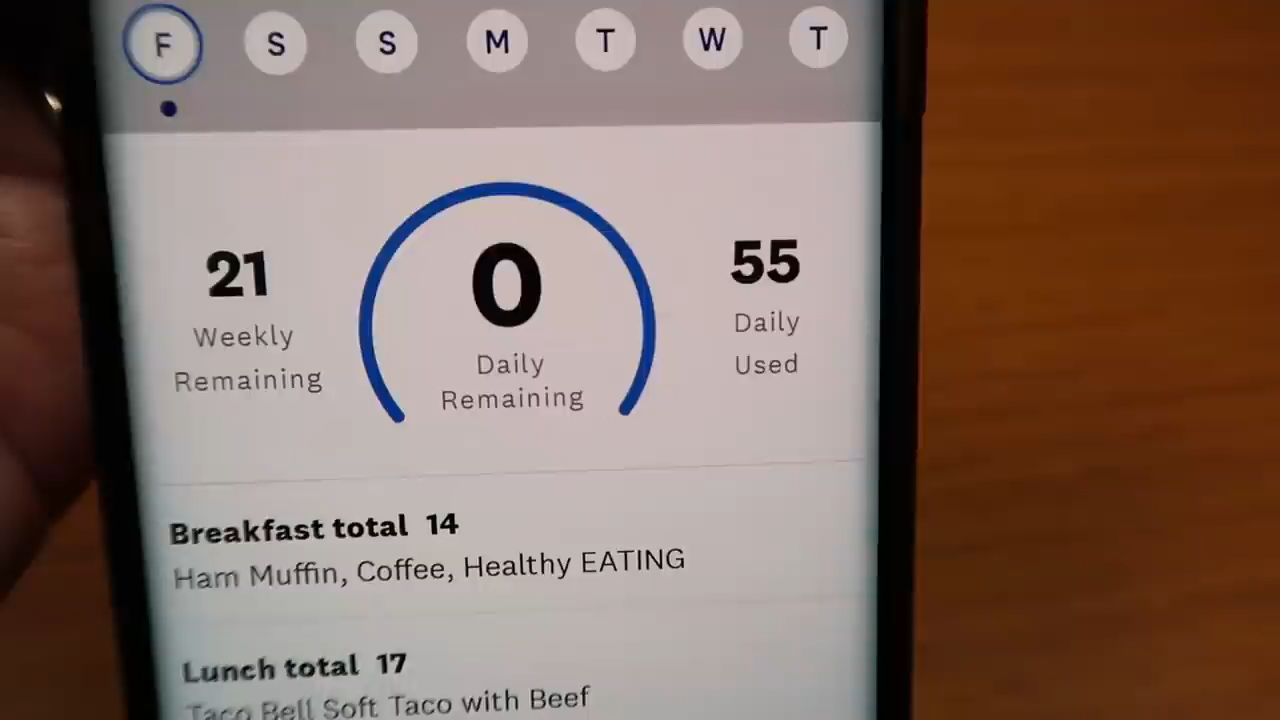 F S S M T W T
21 0 55
Weekly Remaining
Daily Remaining
Daily Used
Breakfast total 14
Ham Muffin, Coffee, Healthy EATING
Lunch total 17
Taco Bell Soft Taco with Beef